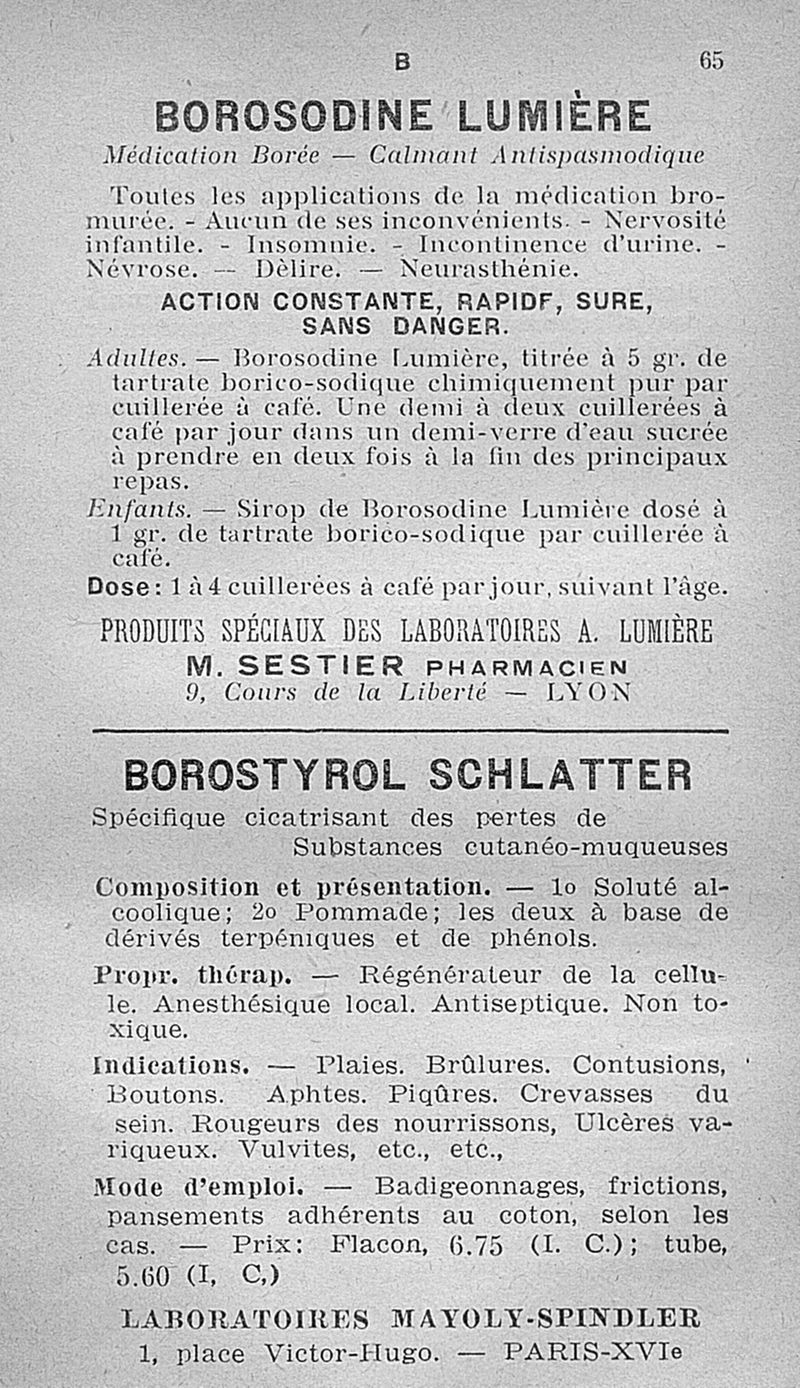 B 65
BOROSODINE LUMIÈRE
Médication Borée — Calmant Antispasmodique
Toutes les applications de la médication bro-
murée. - Aucun de ses inconvénients. - Nervosité
infantile. - Insomnie. - Incontinence d'urine. -
Névrose. — Dèlire. — Neurasthénie.
ACTION CONSTANTE, RAPIDF, SURE,
SANS DANGER.
Adultes. — Borosodine Lumière, titrée à 5 gr. de
tartrate borico-sodique chimiquement pur par
cuillerée à café. Une demi à deux cuillerées à
café par jour dans un demi-verre d'eau sucrée
à prendre en deux fois à la fin des principaux
repas.
Enfants. — Sirop de Borosodine Lumière dosé à
1 gr. de tartrate borico-sodique par cuillerée à
café.
Dose: 1 à 4 cuillerées à café par jour, suivant l'âge.
PRODUITS SPÉCIAUX DES LABORATOIRES A. LUMIÈRE
M. SESTIER PHARMACIEN
9, Cours de la Liberté — LYON
BOROSTYROL SCHLATTER
Spécifique cicatrisant des pertes de
Substances cutanéo-muqueuses
Composition et présentation. — 1o Soluté al-
coolique; 2o Pommade; les deux à base de
dérivés terpéniques et de phénols.
Propr. thérap. — Régénérateur de la cellu-
le. Anesthésique local. Antiseptique. Non to-
xique.
Indications. — Plaies. Brûlures. Contusions,
Boutons. Aphtes. Piqûres. Crevasses du
sein. Rougeurs des nourrissons, Ulcères va-
riqueux. Vulvites, etc., etc.,
Mode d'emploi. — Badigeonnages, frictions,
pansements adhérents au coton, selon les
cas. — Prix: Flacon, 6.75 (I. C.); tube,
5.60 (I, C,)
LABORATOIRES MAYOLY-SPINDLER
1, place Victor-Hugo. — PARIS-XVIe